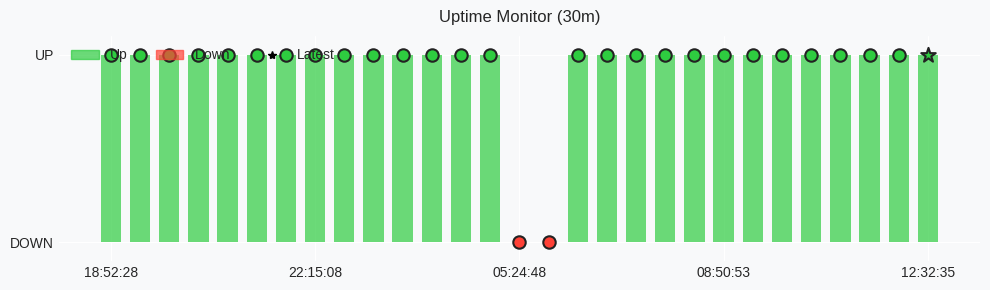 Uptime Monitor (30m)
UP
Up Down Latest
DOWN
18:52:28 22:15:08 05:24:48 08:50:53 12:32:35